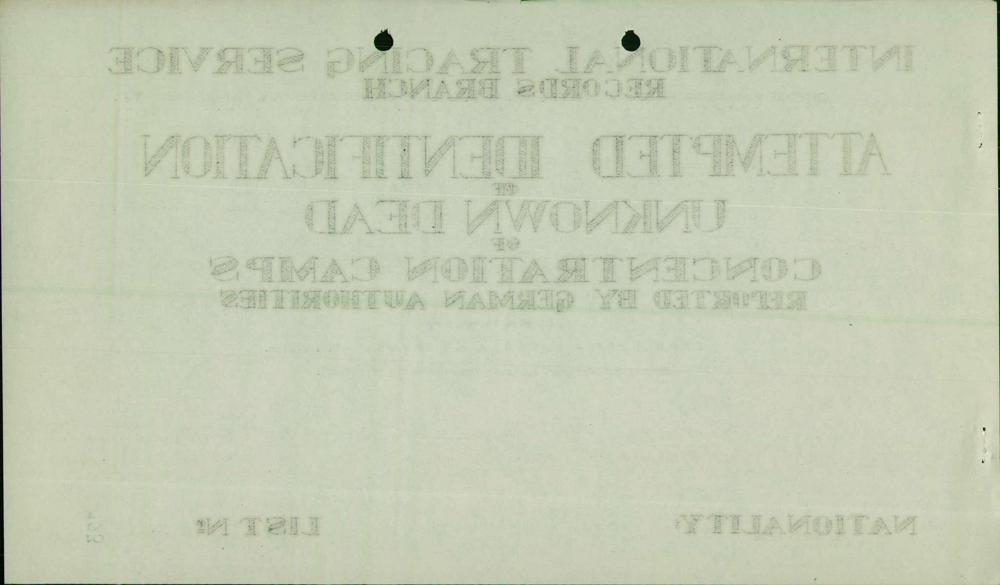 INTERNATIONAL TRACING SERVICE
RECORDS BRANCH
ATTEMPTED IDENTIFICATION
OF
UNKNOWN DEAD
OF
CONCENTRATION CAMPS
REPORTED BY GERMAN AUTHORITIES
NATIONALITY: LIST Nº